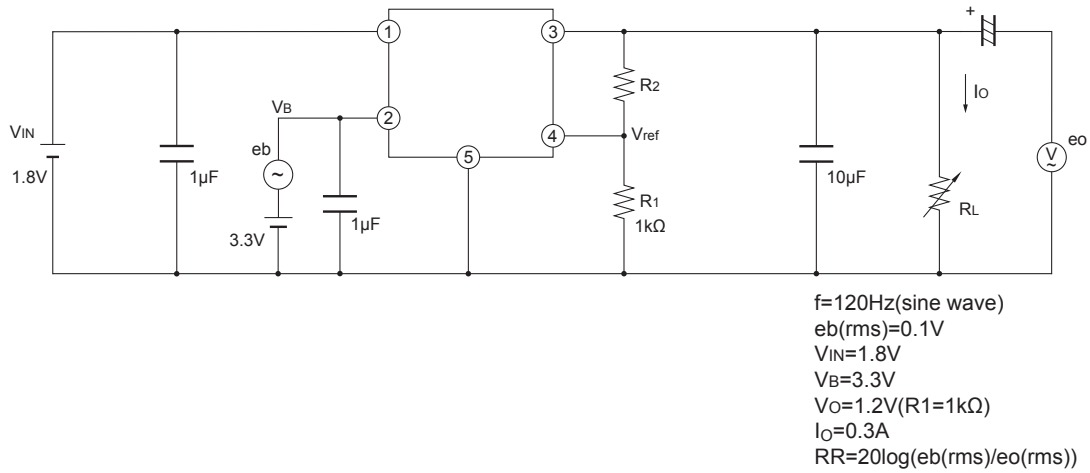 1
3
+
R2
IO
VB
2
VIN
4
Vref
eb
eo
V
~
5
~
1.8V
1μF
10μF
R1
1kΩ
RL
1μF
3.3V
f=120Hz(sine wave)
eb(rms)=0.1V
VIN=1.8V
VB=3.3V
VO=1.2V(R1=1kΩ)
IO=0.3A
RR=20log(eb(rms)/eo(rms))